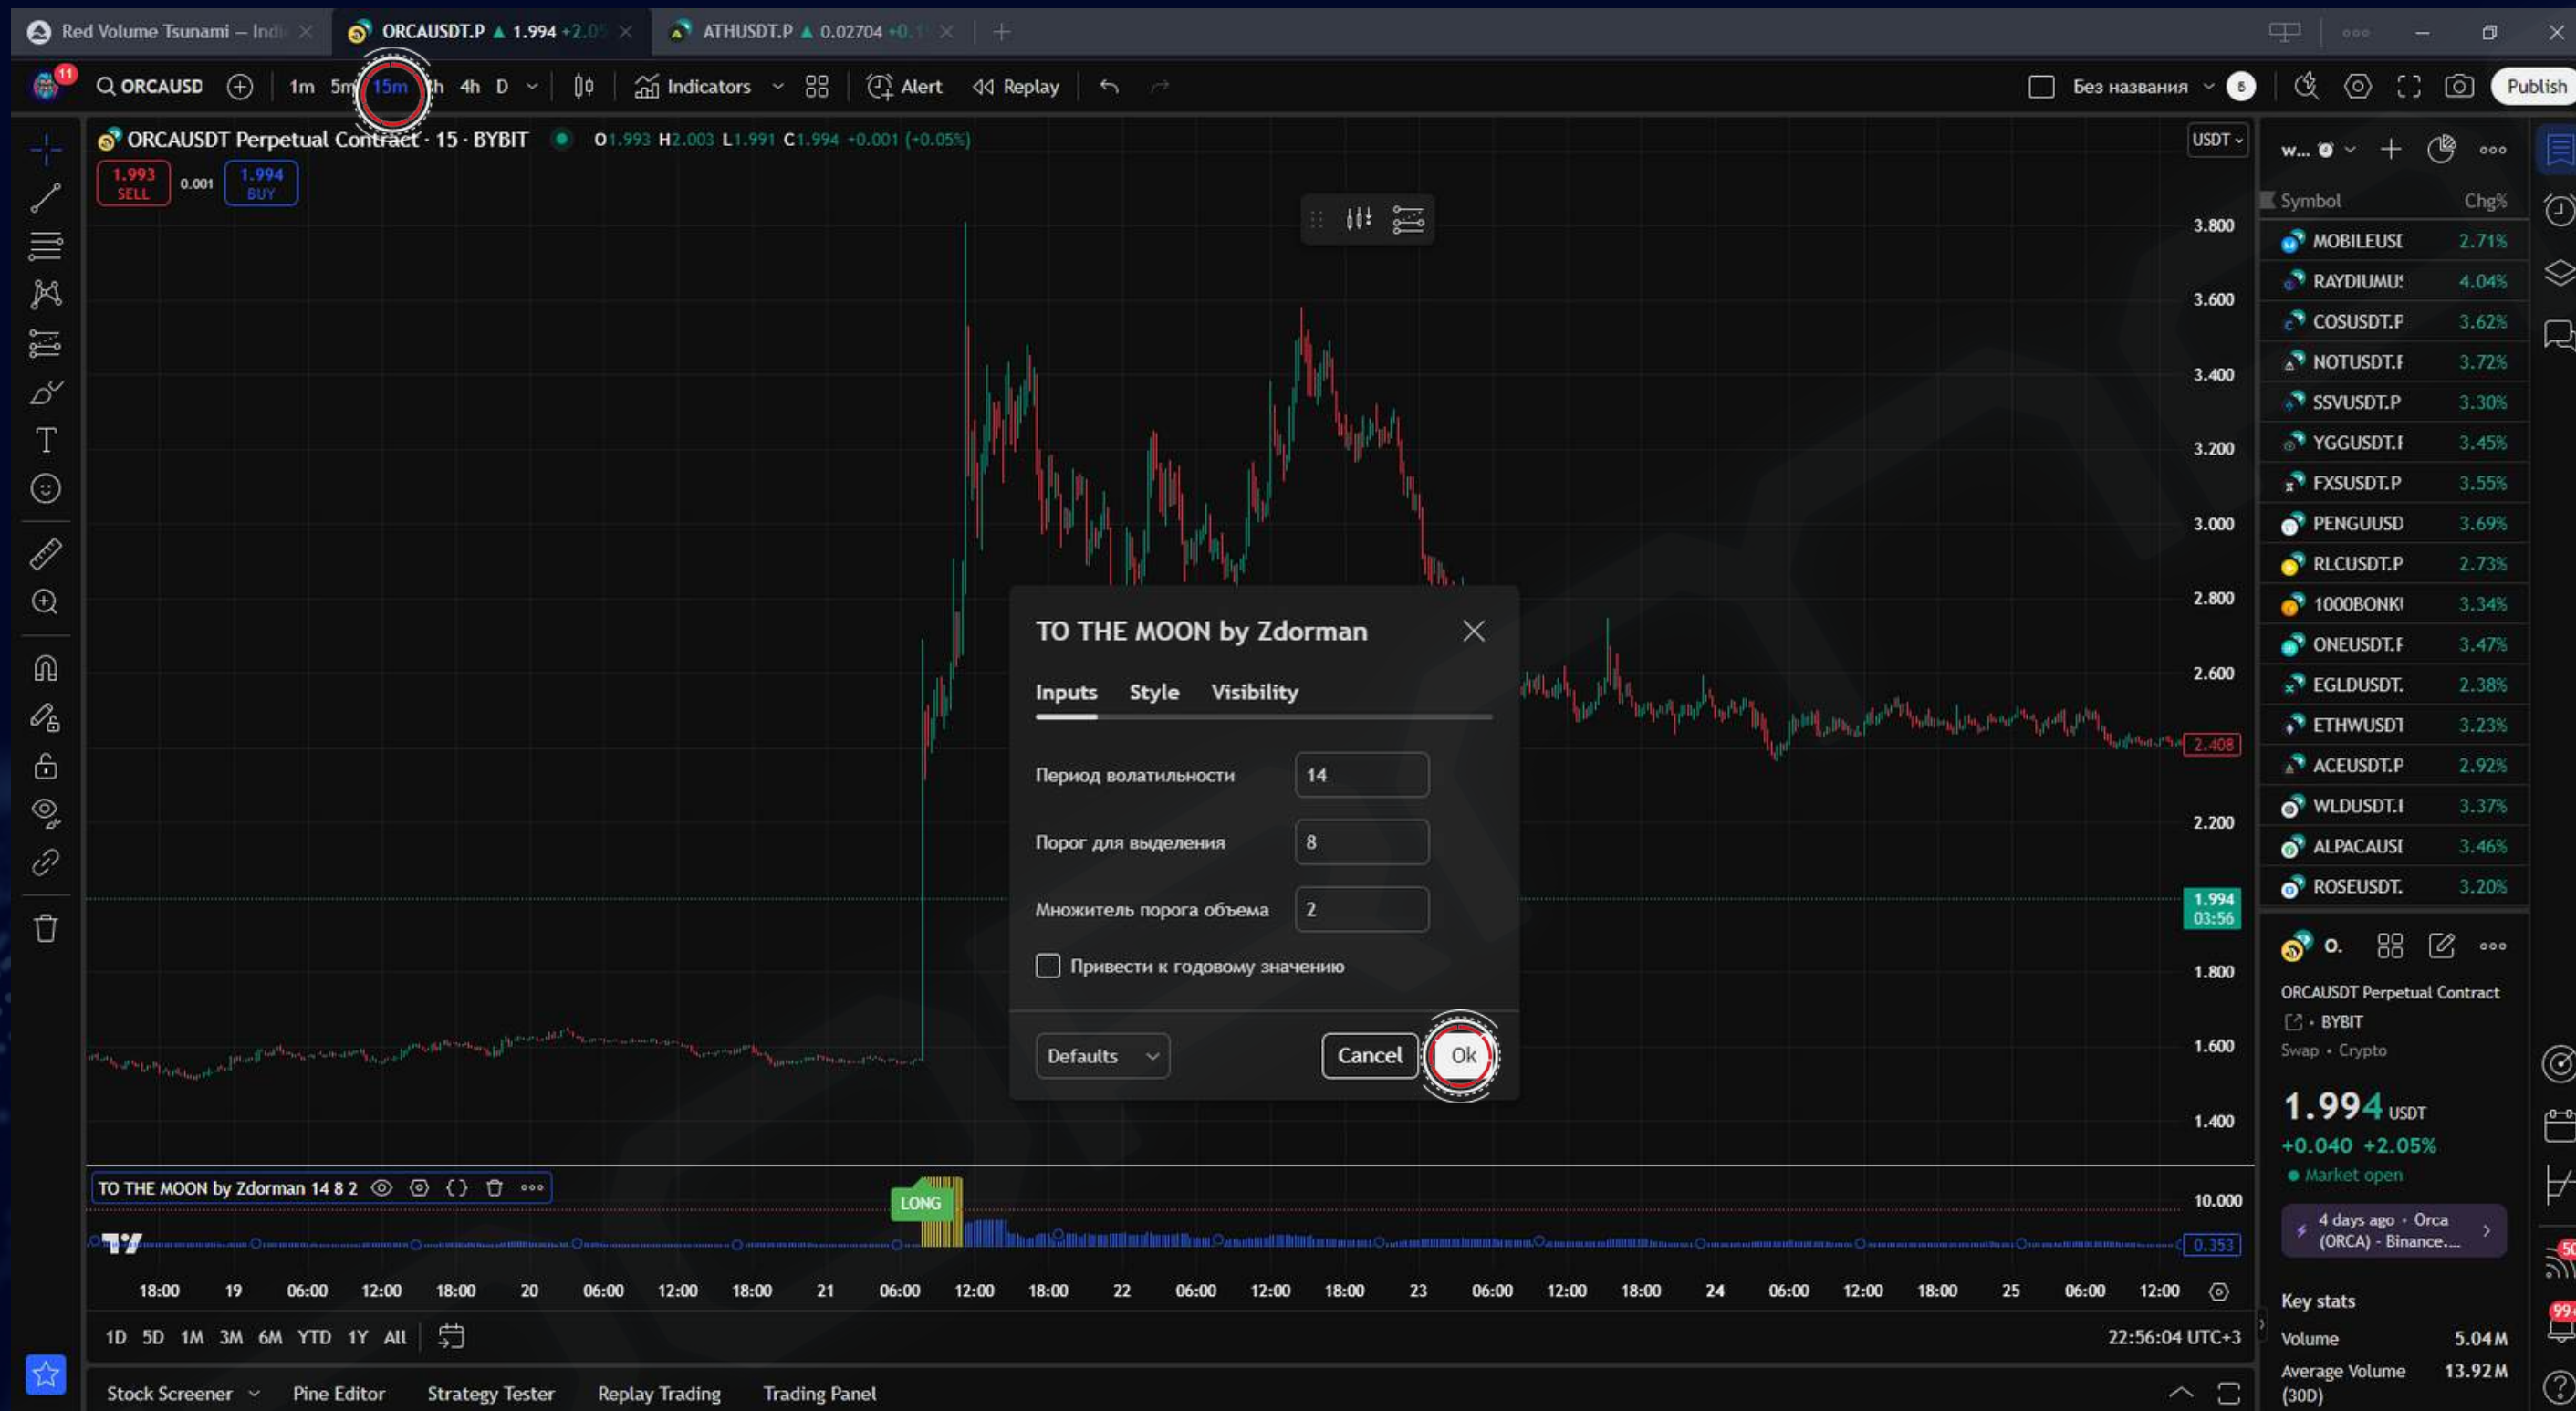 Red Volume Tsunami – Indi
ORCAUSDT.P ▲ 1.994 +2.05
ATHUSDT.P ▲ 0.02704 +0.1
11
ORCAUSD
1m 5m 15m h 4h D
Indicators
Alert
Replay
Без названия
Б
Publish
ORCAUSDT Perpetual Contract · 15 · BYBIT
O1.993 H2.003 L1.991 C1.994 +0.001 (+0.05%)
1.993
SELL
0.001
1.994
BUY
USDT
3.800
3.600
3.400
3.200
3.000
2.800
2.600
2.408
2.200
1.994
03:56
1.800
1.600
1.400
TO THE MOON by Zdorman
Inputs Style Visibility
Период волатильности 14
Порог для выделения 8
Множитель порога объема 2
Привести к годовому значению
Defaults
Cancel
Ok
TO THE MOON by Zdorman 14 8 2
LONG
10.000
0.353
18:00 19 06:00 12:00 18:00 20 06:00 12:00 18:00 21 06:00 12:00 18:00 22 06:00 12:00 18:00 23 06:00 12:00 18:00 24 06:00 12:00 18:00 25 06:00 12:00
1D 5D 1M 3M 6M YTD 1Y All
22:56:04 UTC+3
Stock Screener Pine Editor Strategy Tester Replay Trading Trading Panel
w...
Symbol Chg%
MOBILEUSI 2.71%
RAYDIUMU 4.04%
COSUSDT.P 3.62%
NOTUSDT.F 3.72%
SSVUSDT.P 3.30%
YGGUSDT.F 3.45%
FXSUSDT.P 3.55%
PENGUUSD 3.69%
RLCUSDT.P 2.73%
1000BONK 3.34%
ONEUSDT.F 3.47%
EGLDUSDT. 2.38%
ETHWUSDT 3.23%
ACEUSDT.P 2.92%
WLDUSDT.I 3.37%
ALPACAUSI 3.46%
ROSEUSDT. 3.20%
O.
ORCAUSDT Perpetual Contract
• BYBIT
Swap • Crypto
1.994 USDT
+0.040 +2.05%
Market open
4 days ago • Orca
(ORCA) - Binance....
Key stats
Volume 5.04M
Average Volume 13.92M
(30D)
50
99+